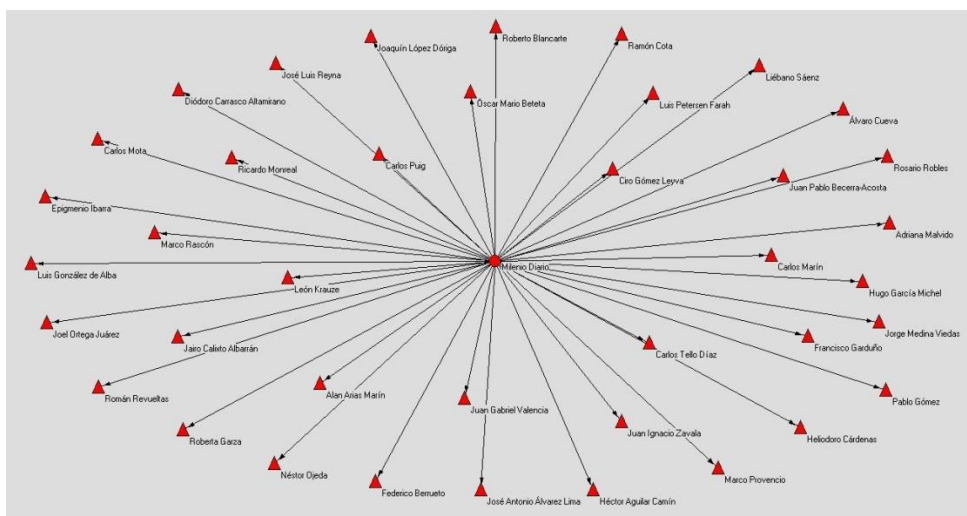 Roberto Blancarte
Ramón Cota
Joaquín López Dóriga
José Luis Reyna
Liébano Sáenz
Diódoro Carrasco Altamirano
Óscar Mario Beteta
Luis Petersen Farah
Álvaro Cueva
Carlos Mota
Ricardo Monreal
Carlos Puig
Ciro Gómez Leyva
Juan Pablo Becerra-Acosta
Rosario Robles
Epigmenio Ibarra
Marco Rascón
Adriana Malvido
Luis González de Alba
León Krauze
Milenio Diario
Carlos Marín
Hugo García Michel
Joel Ortega Juárez
Jairo Calixto Albarrán
Carlos Tello Díaz
Francisco Garduño
Jorge Medina Viedas
Román Revueltas
Alan Arias Marín
Juan Gabriel Valencia
Pablo Gómez
Roberta Garza
Juan Ignacio Zavala
Heliodoro Cárdenas
Néstor Ojeda
Federico Berrueto
José Antonio Álvarez Lima
Héctor Aguilar Camín
Marco Provencio